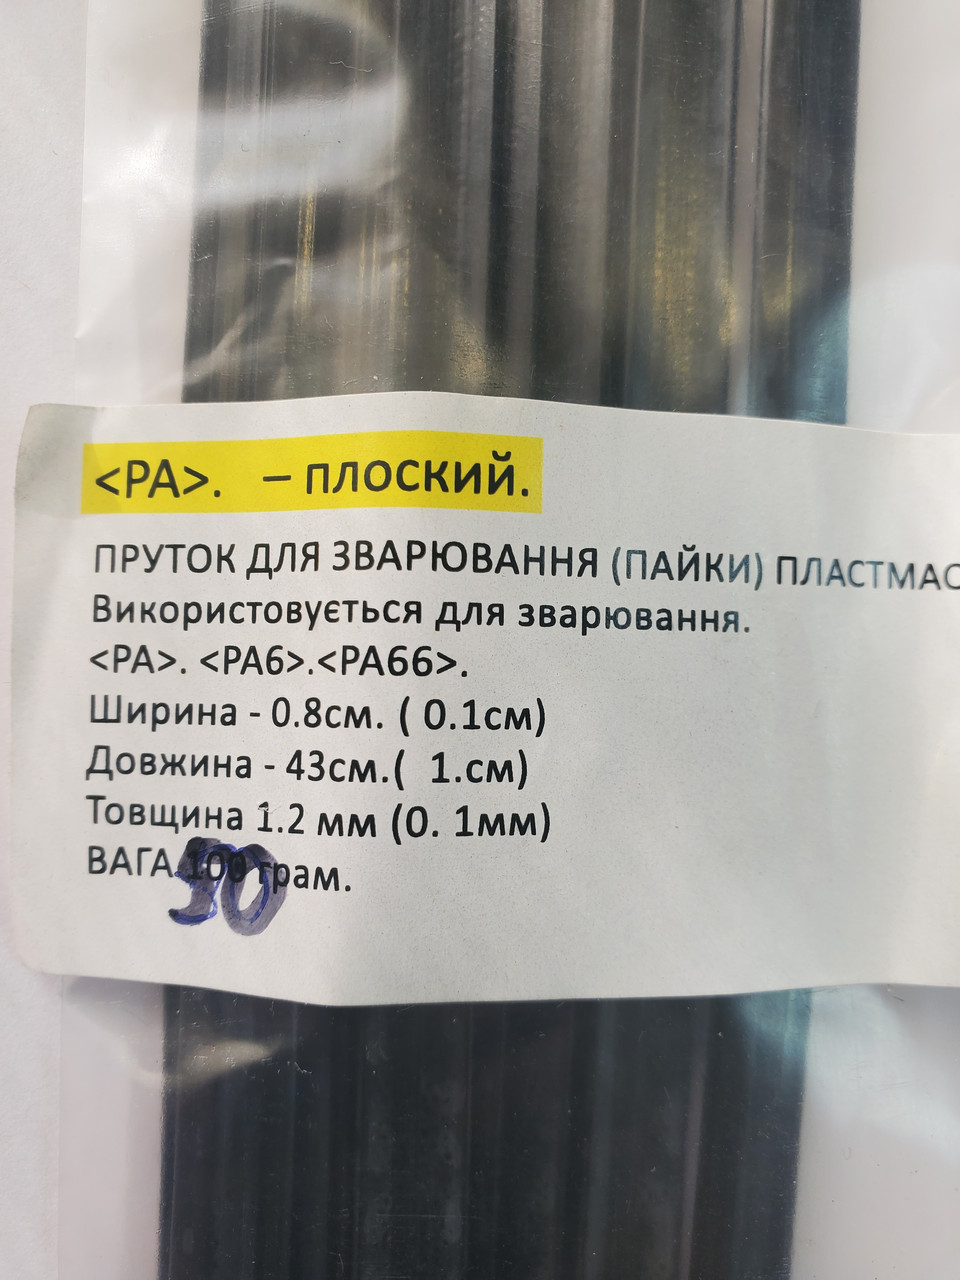 <PA>. – ПЛОСКИЙ.
ПРУТОК ДЛЯ ЗВАРЮВАННЯ (ПАЙКИ) ПЛАСТМАС
Використовується для зварювання.
<PA>. <PA6>.<PA66>.
Ширина - 0.8см. ( 0.1см)
Довжина - 43см.( 1.см)
Товщина 1.2 мм (0. 1мм)
ВАГА 100 грам.
50